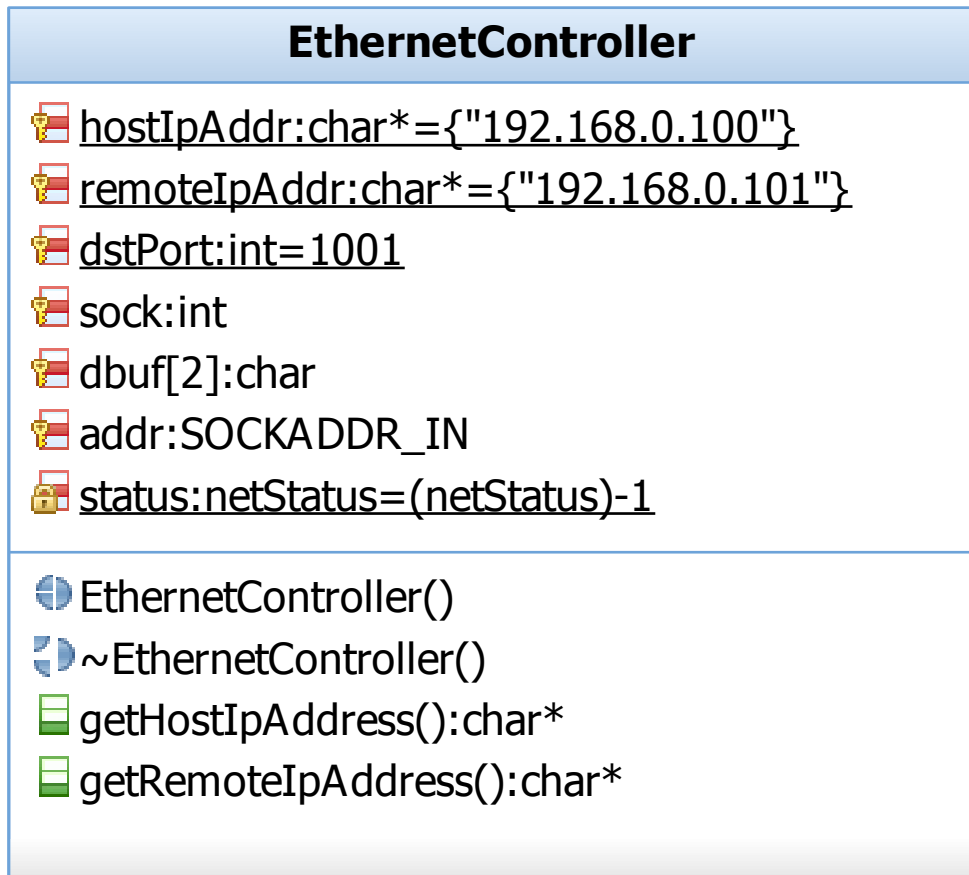 EthernetController
hostIpAddr:char*={"192.168.0.100"}
remoteIpAddr:char*={"192.168.0.101"}
dstPort:int=1001
sock:int
dbuf[2]:char
addr:SOCKADDR_IN
status:netStatus=(netStatus)-1
EthernetController()
~EthernetController()
getHostIpAddress():char*
getRemoteIpAddress():char*